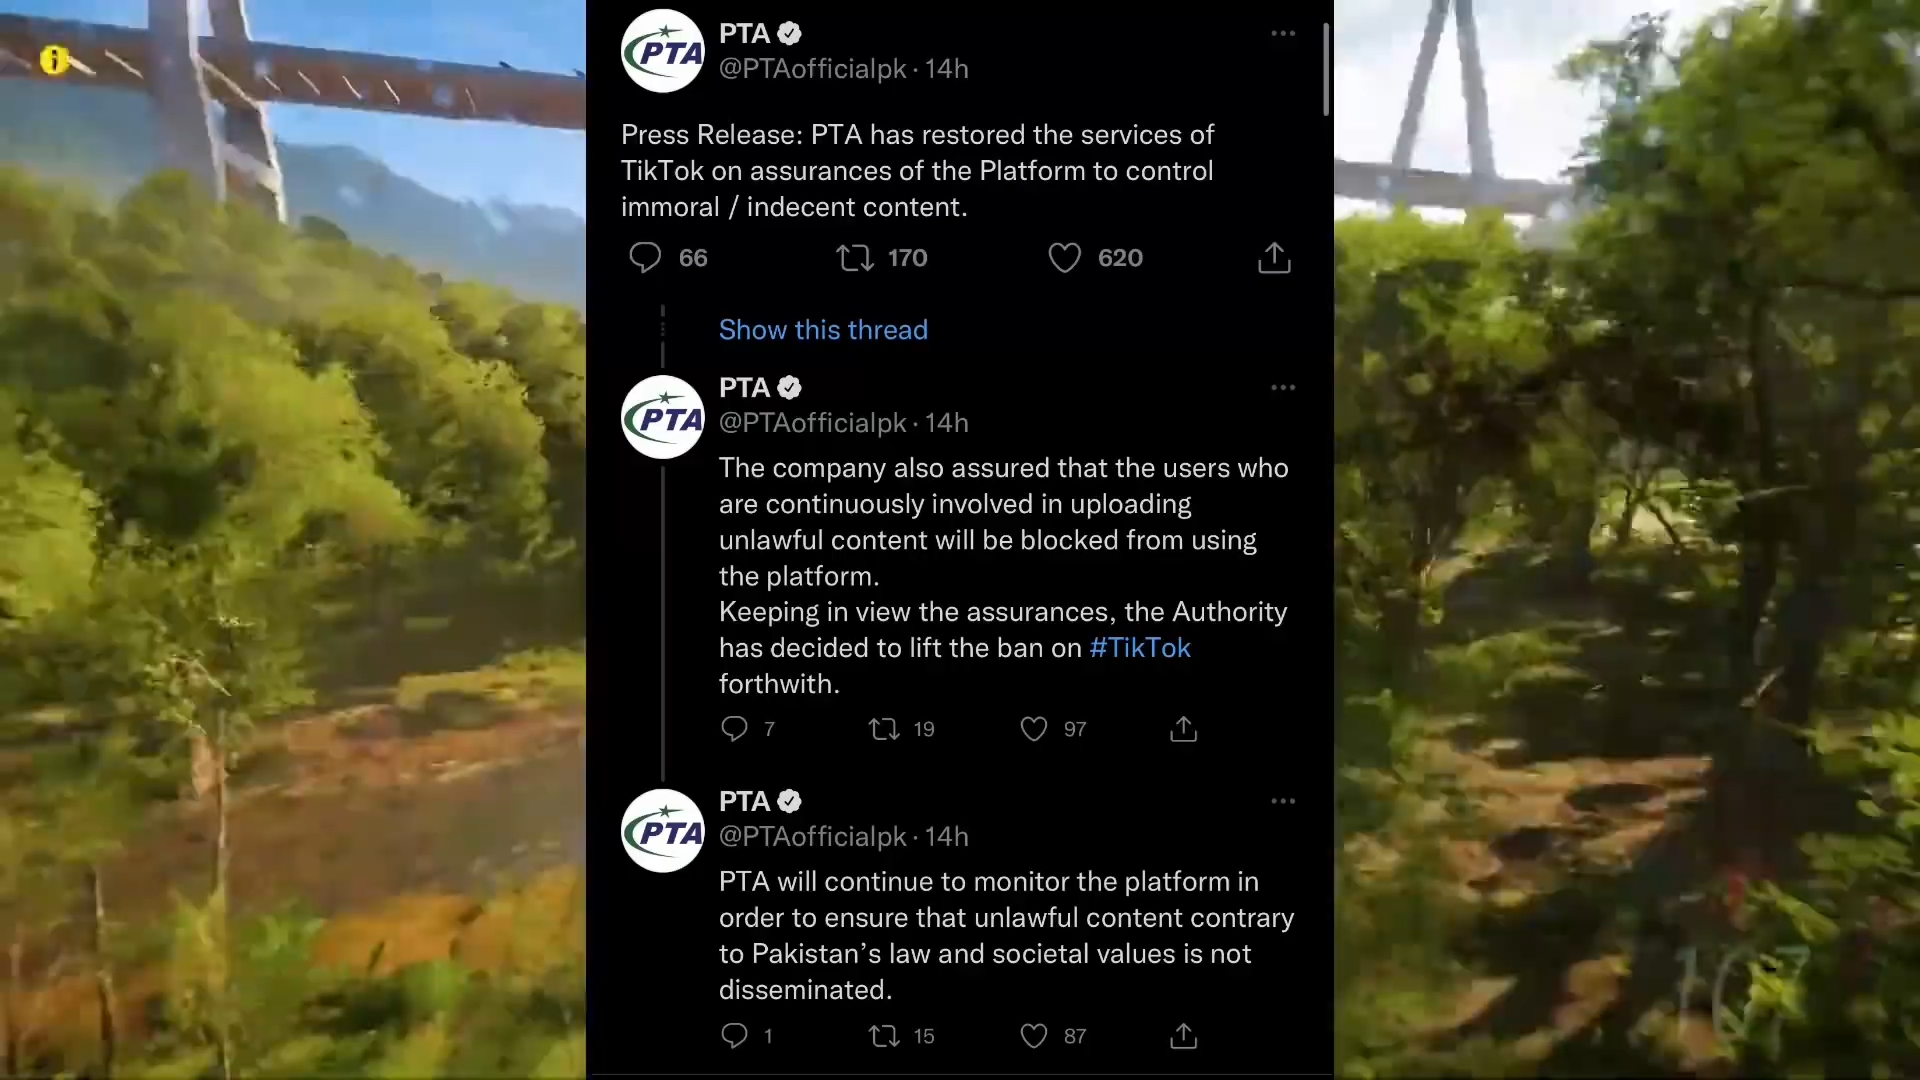 PTA
@PTAofficialpk · 14h
PTA
Press Release: PTA has restored the services of
TikTok on assurances of the Platform to control
immoral / indecent content.
66 170 620
Show this thread
PTA
@PTAofficialpk · 14h
PTA
The company also assured that the users who
are continuously involved in uploading
unlawful content will be blocked from using
the platform.
Keeping in view the assurances, the Authority
has decided to lift the ban on #TikTok
forthwith.
7 19 97
PTA
@PTAofficialpk · 14h
PTA
PTA will continue to monitor the platform in
order to ensure that unlawful content contrary
to Pakistan’s law and societal values is not
disseminated.
1 15 87